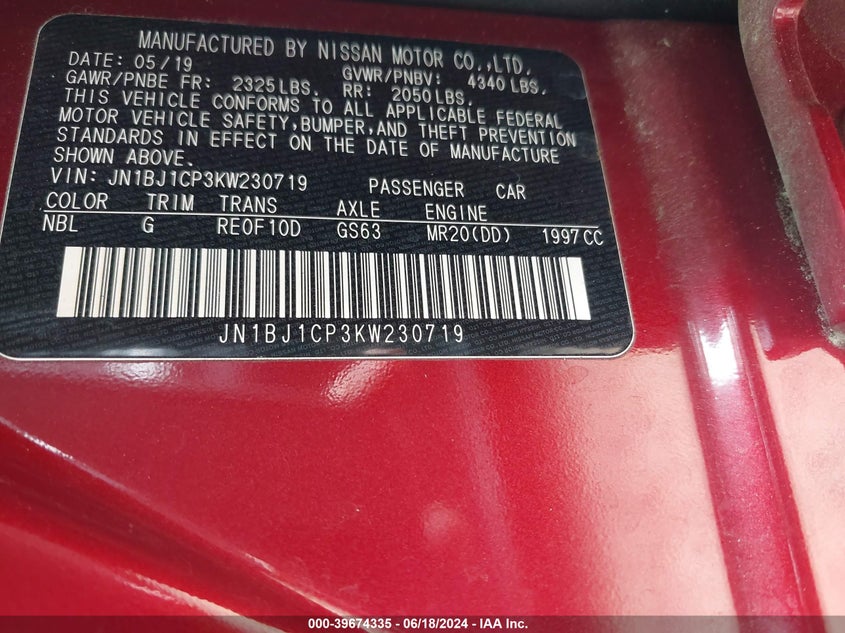 MANUFACTURED BY NISSAN MOTOR CO.,LTD.
DATE: 05/19 GVWR/PNBV: 4340 LBS.
GAWR/PNBE FR: 2325 LBS. RR: 2050 LBS.
THIS VEHICLE CONFORMS TO ALL APPLICABLE FEDERAL
MOTOR VEHICLE SAFETY, BUMPER, AND THEFT PREVENTION
STANDARDS IN EFFECT ON THE DATE OF MANUFACTURE
SHOWN ABOVE.
VIN: JN1BJ1CP3KW230719 PASSENGER CAR
COLOR TRIM TRANS AXLE ENGINE
NBL G RE0F10D GS63 MR20(DD) 1997 CC
JN1BJ1CP3KW230719
000-39674335 - 06/18/2024 - IAA Inc.